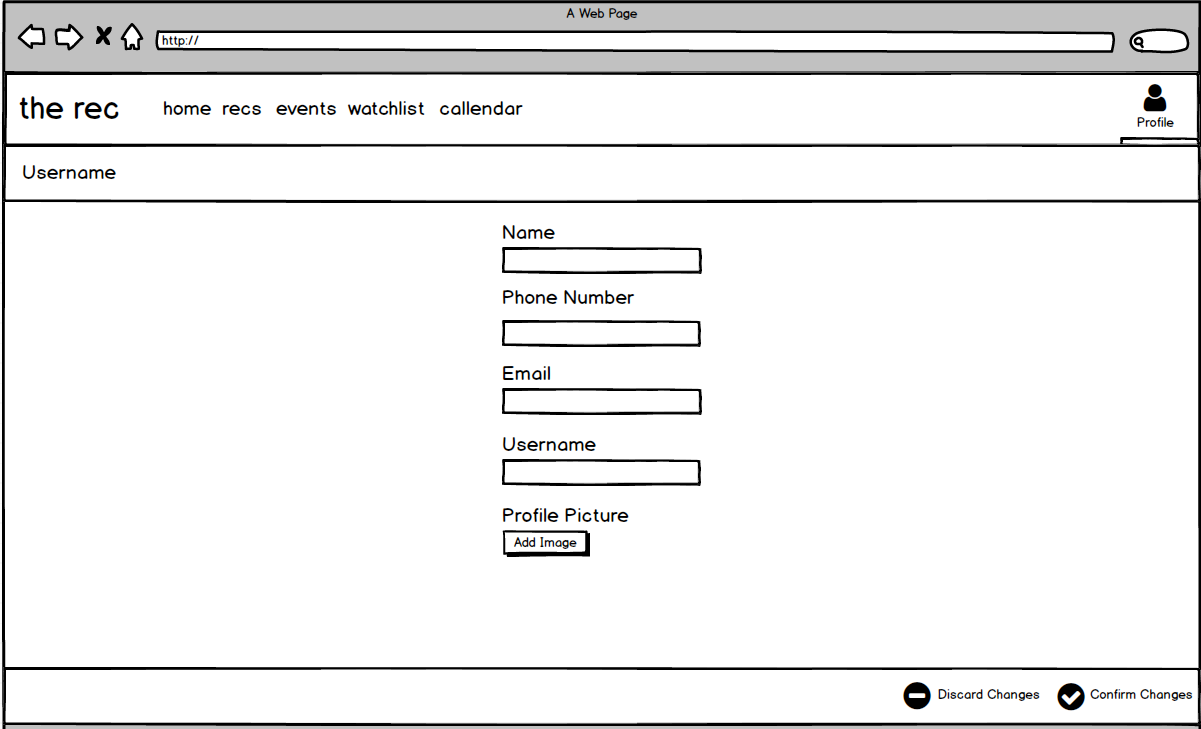 A Web Page
http://
the rec home recs events watchlist callendar
Profile
Username
Name
Phone Number
Email
Username
Profile Picture
Add Image
Discard Changes Confirm Changes